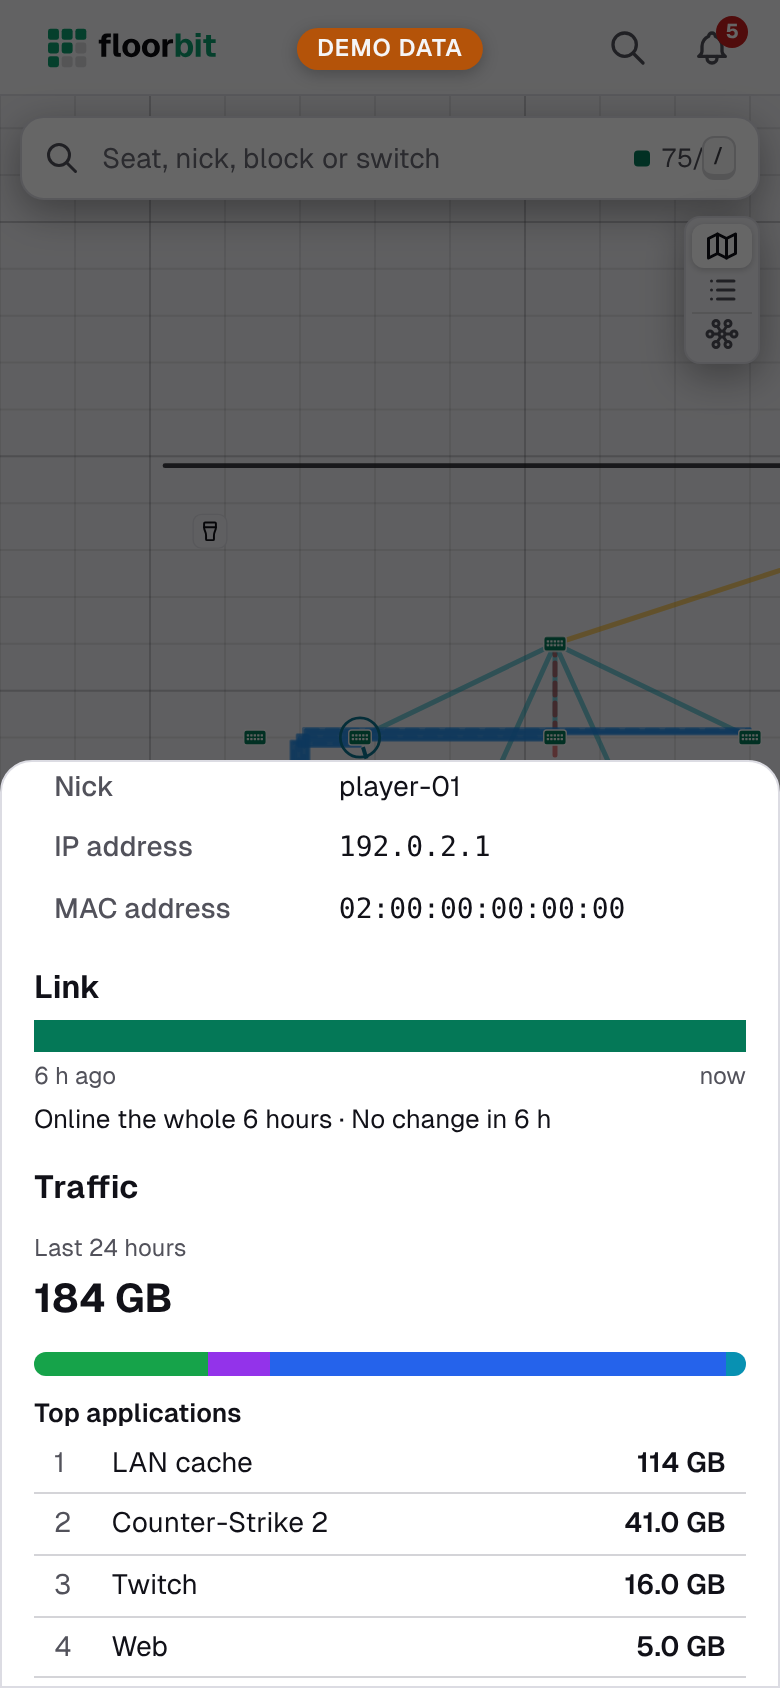 floorbit
DEMO DATA
5
Seat, nick, block or switch
75/
/
Nick player-01
IP address 192.0.2.1
MAC address 02:00:00:00:00:00
Link
6 h ago now
Online the whole 6 hours · No change in 6 h
Traffic
Last 24 hours
184 GB
Top applications
1 LAN cache 114 GB
2 Counter-Strike 2 41.0 GB
3 Twitch 16.0 GB
4 Web 5.0 GB